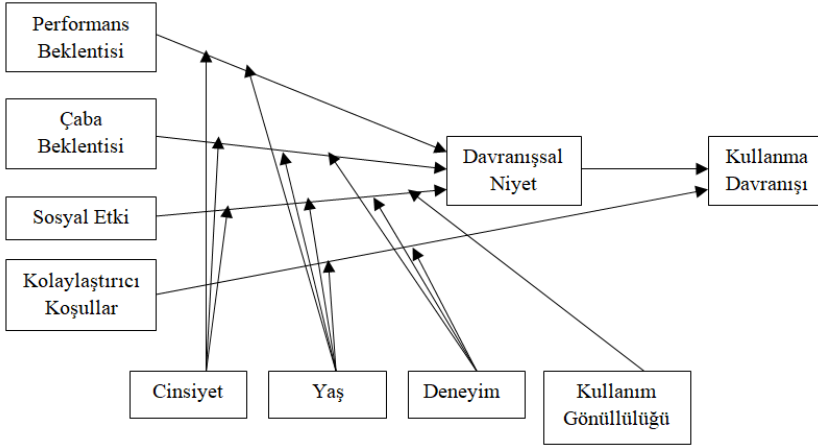 Performans
Beklentisi
Çaba
Beklentisi
Sosyal Etki
Kolaylaştırıcı
Koşullar
Davranışsal
Niyet
Kullanma
Davranışı
Cinsiyet
Yaş
Deneyim
Kullanım
Gönüllülüğü